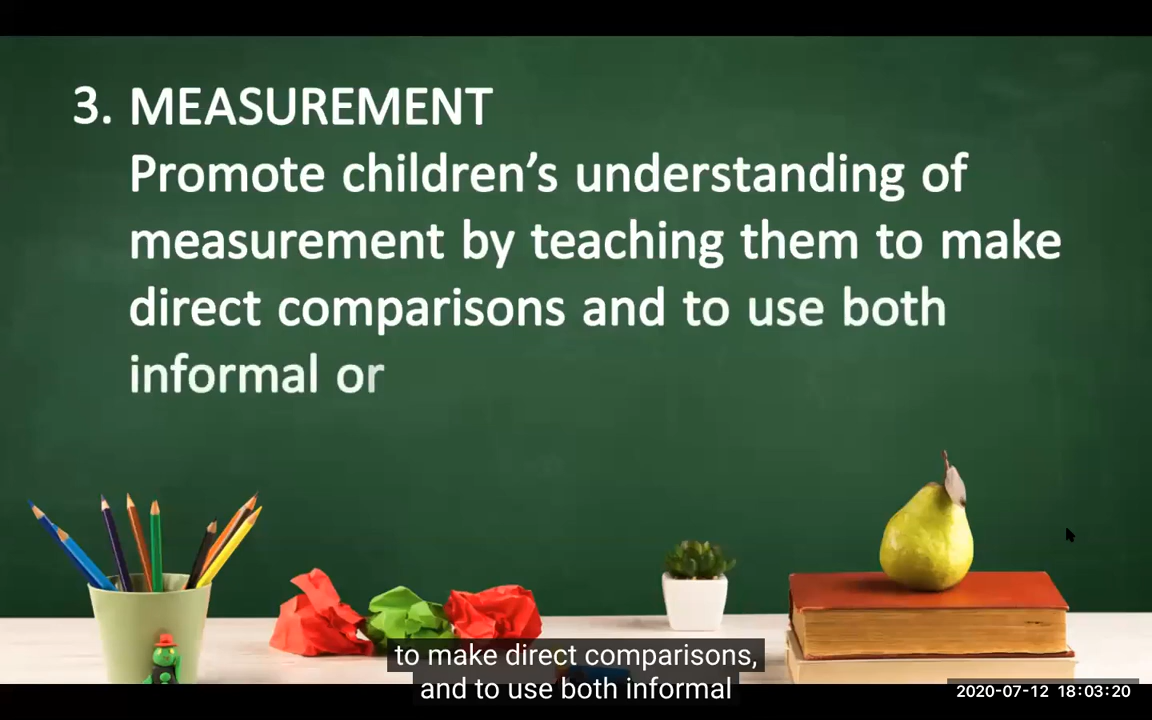 3. MEASUREMENT
Promote children’s understanding of
measurement by teaching them to make
direct comparisons and to use both
informal or
to make direct comparisons,
and to use both informal
2020-07-12 18:03:20